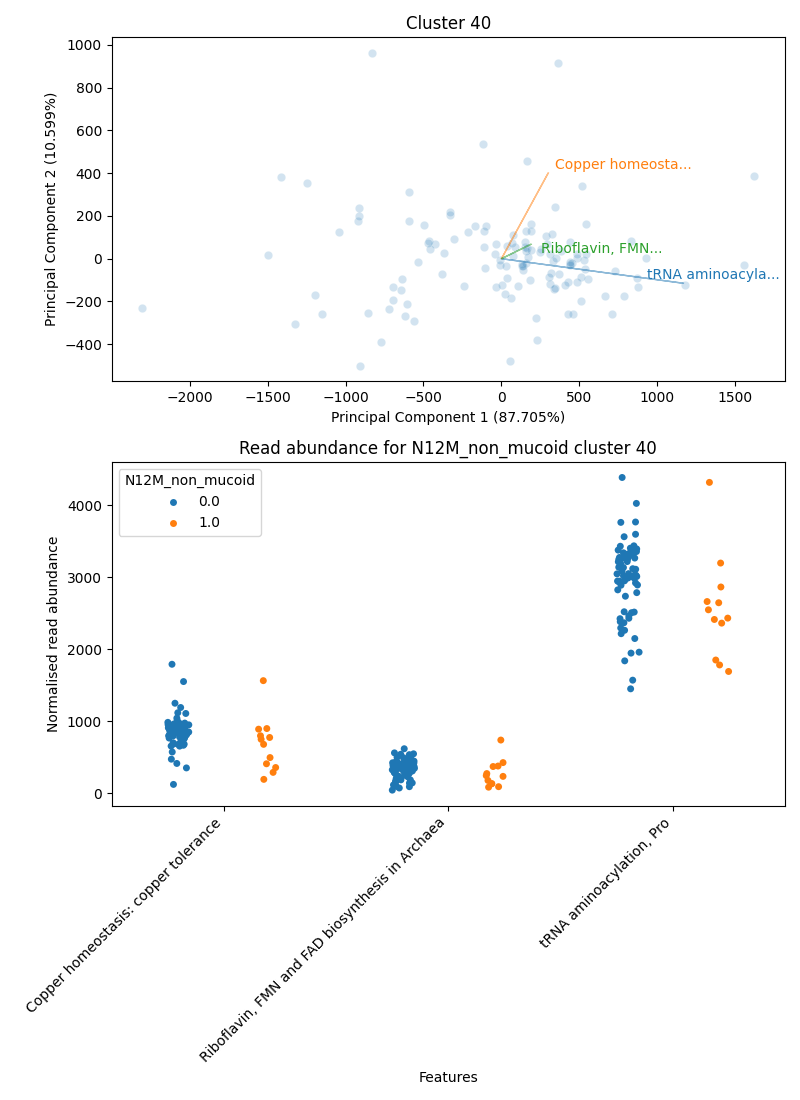 Cluster 40
1000
800
600
400
200
0
−200
−400
Principal Component 2 (10.599%)
Copper homeosta...
Riboflavin, FMN...
tRNA aminoacyla...
−2000 −1500 −1000 −500 0 500 1000 1500
Principal Component 1 (87.705%)
Read abundance for N12M_non_mucoid cluster 40
N12M_non_mucoid
0.0
1.0
4000
3000
2000
1000
0
Normalised read abundance
Copper homeostasis: copper tolerance
Riboflavin, FMN and FAD biosynthesis in Archaea
tRNA aminoacylation, Pro
Features